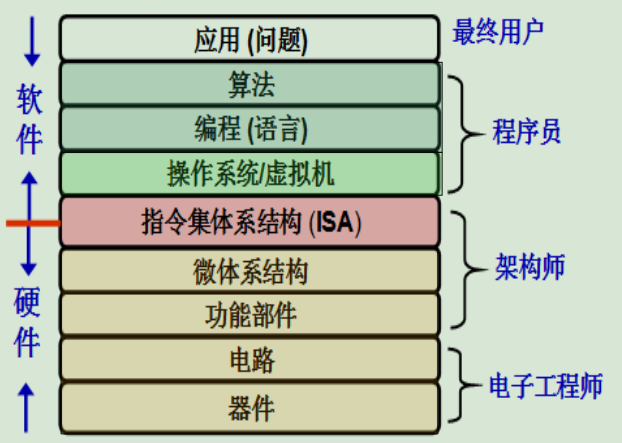 应用 (问题)
最终用户
算法
软件
编程 (语言)
程序员
操作系统/虚拟机
指令集体系结构 (ISA)
微体系结构
架构师
硬件
功能部件
电路
电子工程师
器件